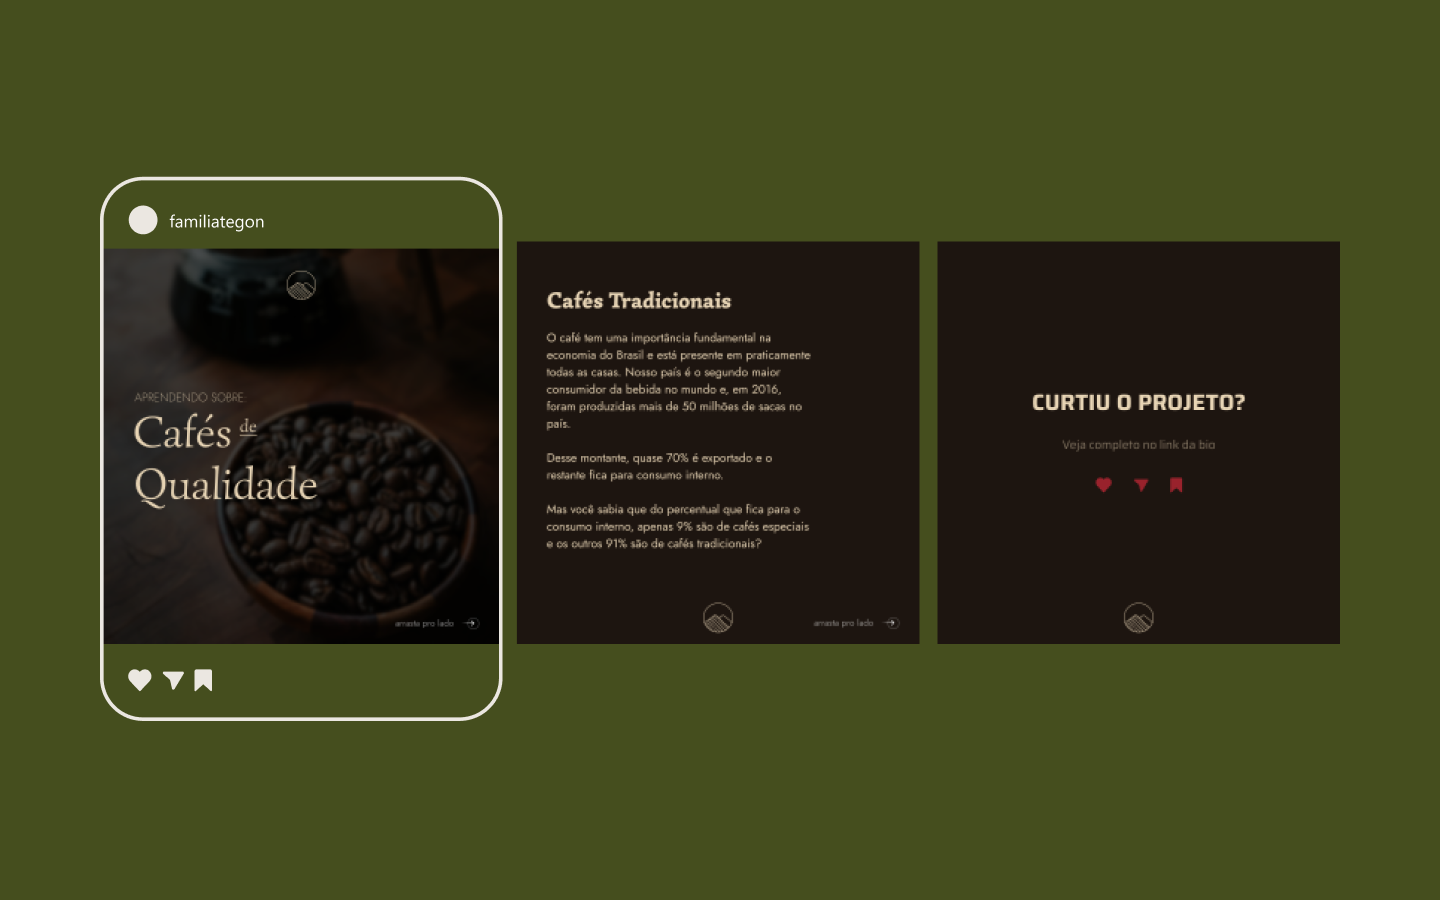 familiategon
APRENDENDO SOBRE
Cafés de
Qualidade
arraste pro lado
Cafés Tradicionais
O café tem uma importância fundamental na
economia do Brasil e está presente em praticamente
todas as casas. Nosso país é o segundo maior
consumidor da bebida no mundo e, em 2016,
foram produzidas mais de 50 milhões de sacas no
país.
Desse montante, quase 70% é exportado e o
restante fica para consumo interno.
Mas você sabia que do percentual que fica para o
consumo interno, apenas 9% são de cafés especiais
e os outros 91% são de cafés tradicionais?
arraste pro lado
CURTIU O PROJETO?
Veja completo no link da bio